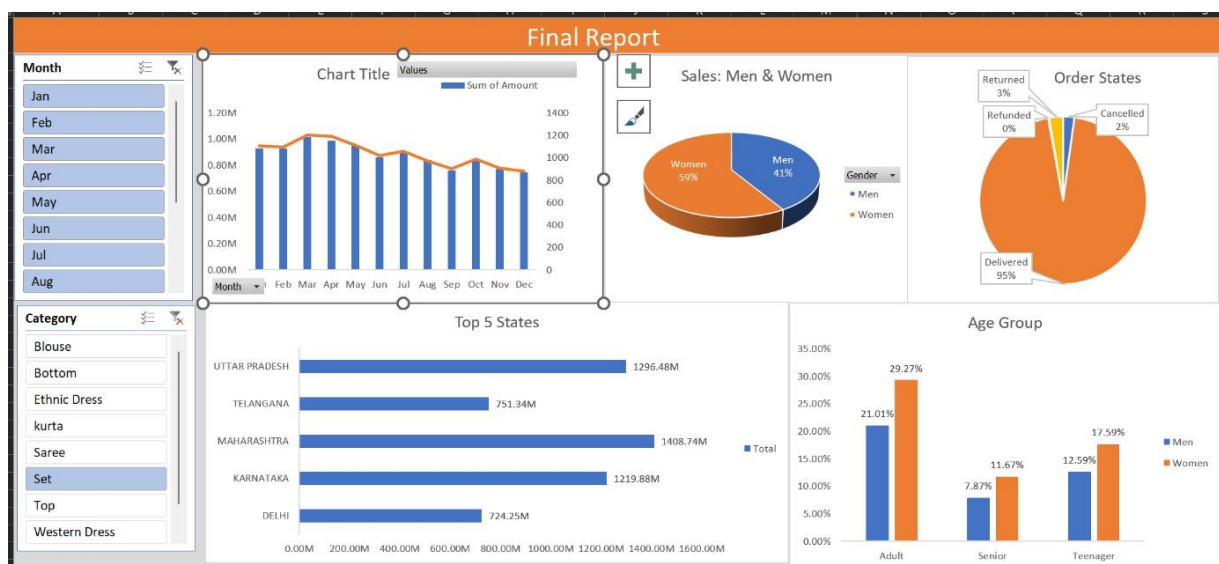 Final Report
Month
Jan
Feb
Mar
Apr
May
Jun
Jul
Aug
Chart Title
Values
Sum of Amount
1.20M
1.00M
0.80M
0.60M
0.40M
0.20M
0.00M
1400
1200
1000
800
600
400
200
0
Month
Feb Mar Apr May Jun Jul Aug Sep Oct Nov Dec
Sales: Men & Women
Women
59%
Men
41%
Gender
Men
Women
Order States
Returned
3%
Refunded
0%
Cancelled
2%
Delivered
95%
Category
Blouse
Bottom
Ethnic Dress
kurta
Saree
Set
Top
Western Dress
Top 5 States
UTTAR PRADESH 1296.48M
TELANGANA 751.34M
MAHARASHTRA 1408.74M
KARNATAKA 1219.88M
DELHI 724.25M
Total
0.00M 200.00M 400.00M 600.00M 800.00M 1000.00M 1200.00M 1400.00M 1600.00M
Age Group
35.00%
30.00%
25.00%
20.00%
15.00%
10.00%
5.00%
0.00%
21.01%
29.27%
7.87%
11.67%
12.59%
17.59%
Adult Senior Teenager
Men
Women